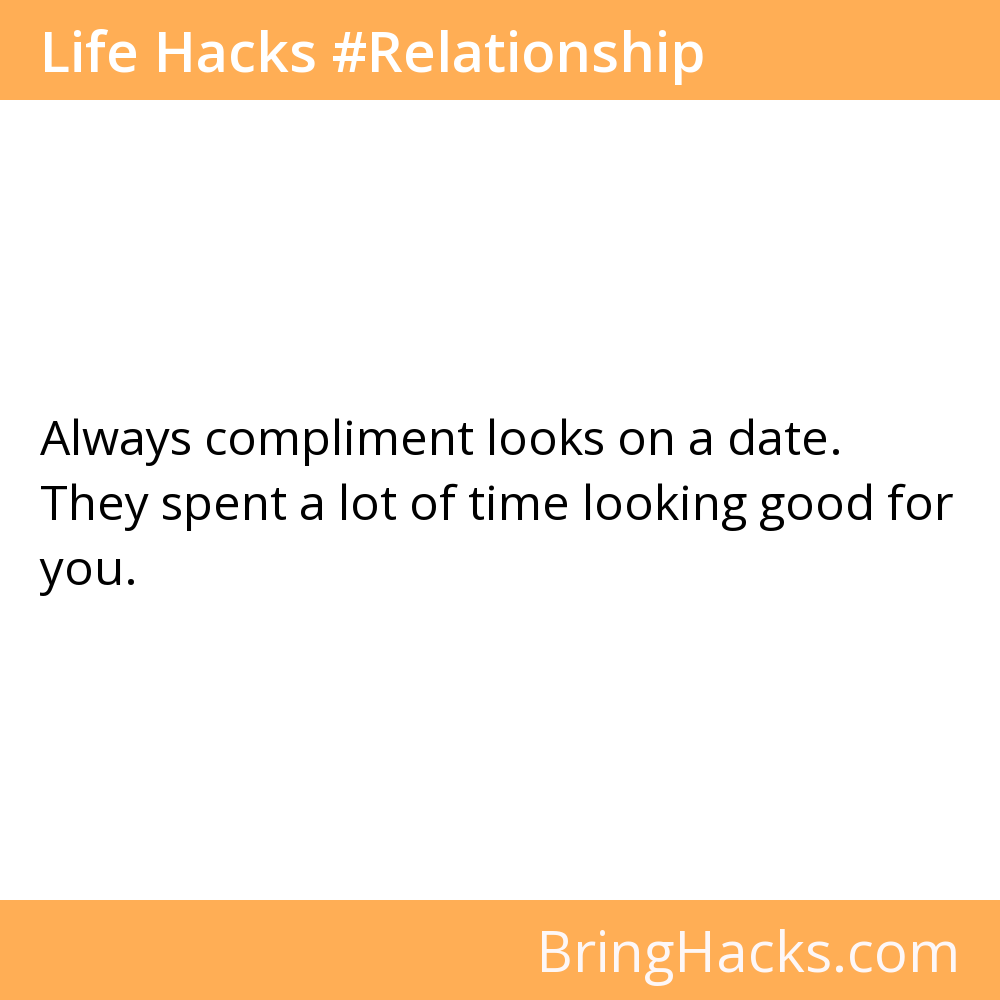 Life Hacks #Relationship
Always compliment looks on a date.
They spent a lot of time looking good for
you.
BringHacks.com